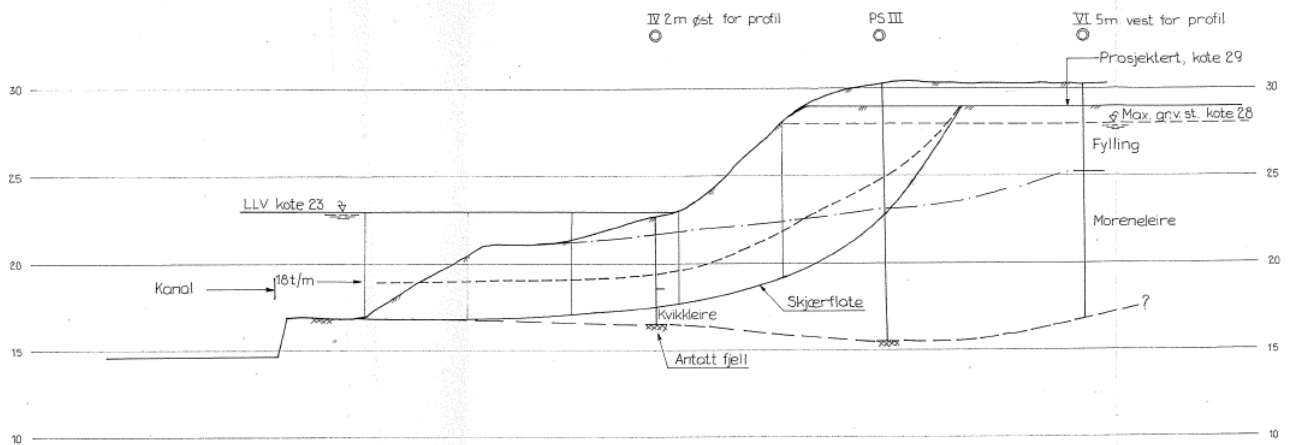 IV 2m øst for profil
PS III
VI 5m vest for profil
Prosjektert, kote 29
30
30
Max. gr.v. st. kote 28
Fylling
25
25
LLV kote 23
Moreneleire
20
20
Kanal
18t/m
Skjærflate
Kvikkleire
?
15
15
Antatt fjell
10
10